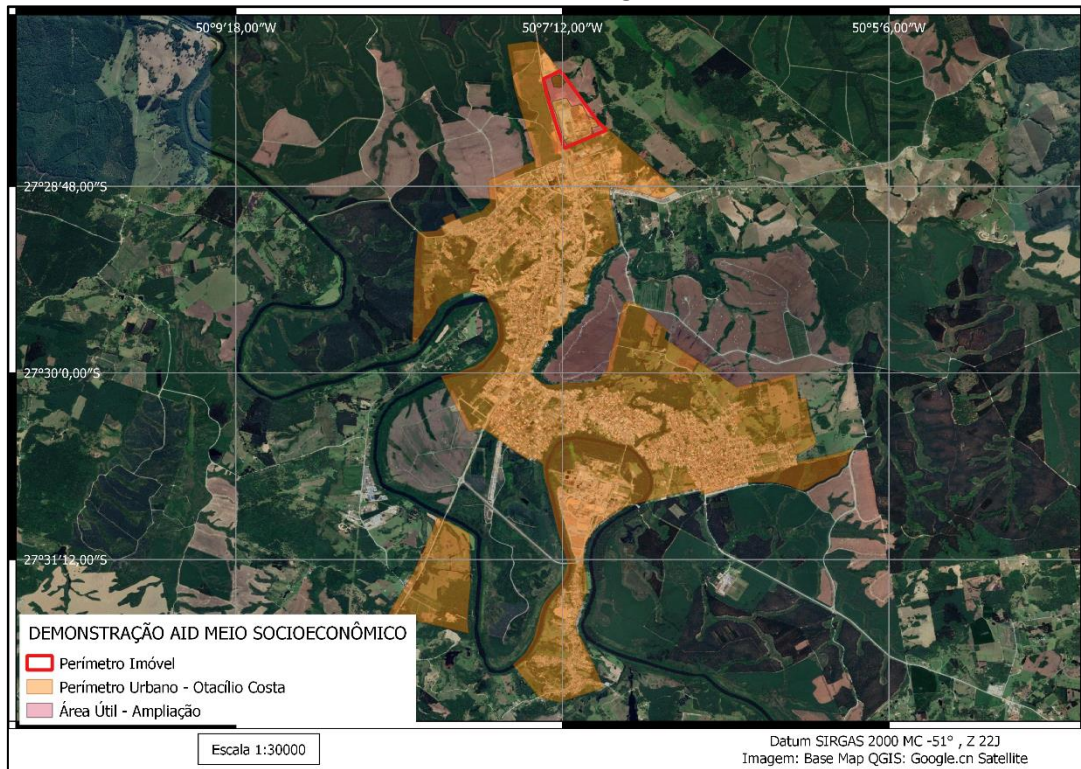 50°9'18,00"W
50°7'12,00"W
50°5'6,00"W
27°28'48,00"S
27°30'0,00"S
27°31'12,00"S
DEMONSTRAÇÃO AID MEIO SOCIOECONÔMICO
Perímetro Imóvel
Perímetro Urbano - Otacílio Costa
Área Útil - Ampliação
Escala 1:30000
Datum SIRGAS 2000 MC -51° , Z 22J
Imagem: Base Map QGIS: Google.cn Satellite